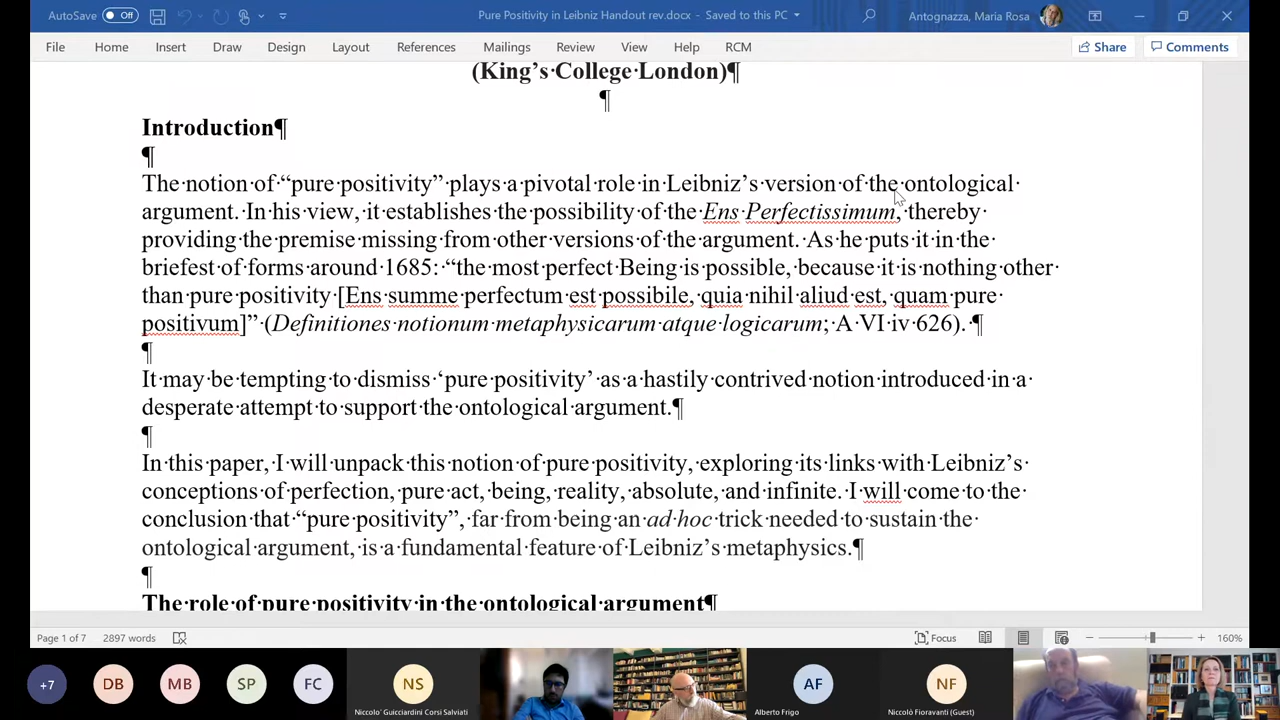 AutoSave Off Pure Positivity in Leibniz Handout rev.docx - Saved to this PC Antognazza, Maria Rosa
File Home Insert Draw Design Layout References Mailings Review View Help RCM Share Comments
(King's·College·London)¶
¶
Introduction¶
¶
The·notion·of·“pure·positivity”·plays·a·pivotal·role·in·Leibniz’s·version·of·the·ontological·
argument.·In·his·view,·it·establishes·the·possibility·of·the·Ens·Perfectissimum,·thereby·
providing·the·premise·missing·from·other·versions·of·the·argument.·As·he·puts·it·in·the·
briefest·of·forms·around·1685:·“the·most·perfect·Being·is·possible,·because·it·is·nothing·other·
than·pure·positivity·[Ens·summe·perfectum·est·possibile,·quia·nihil·aliud·est,·quam·pure·
positivum]”·(Definitiones·notionum·metaphysicarum·atque·logicarum;·A·VI·iv·626).·¶
¶
It·may·be·tempting·to·dismiss·‘pure·positivity’·as·a·hastily·contrived·notion·introduced·in·a·
desperate·attempt·to·support·the·ontological·argument.¶
¶
In·this·paper,·I·will·unpack·this·notion·of·pure·positivity,·exploring·its·links·with·Leibniz’s·
conceptions·of·perfection,·pure·act,·being,·reality,·absolute,·and·infinite.·I·will·come·to·the·
conclusion·that·“pure·positivity”,·far·from·being·an·ad·hoc·trick·needed·to·sustain·the·
ontological·argument,·is·a·fundamental·feature·of·Leibniz’s·metaphysics.¶
¶
The·role·of·pure·positivity·in·the·ontological·argument¶
Page 1 of 7 2897 words Focus 160%
+7 DB MB SP FC NS AF NF
Niccolo' Guicciardini Corsi Salviati Alberto Frigo Niccolò Fioravanti (Guest)